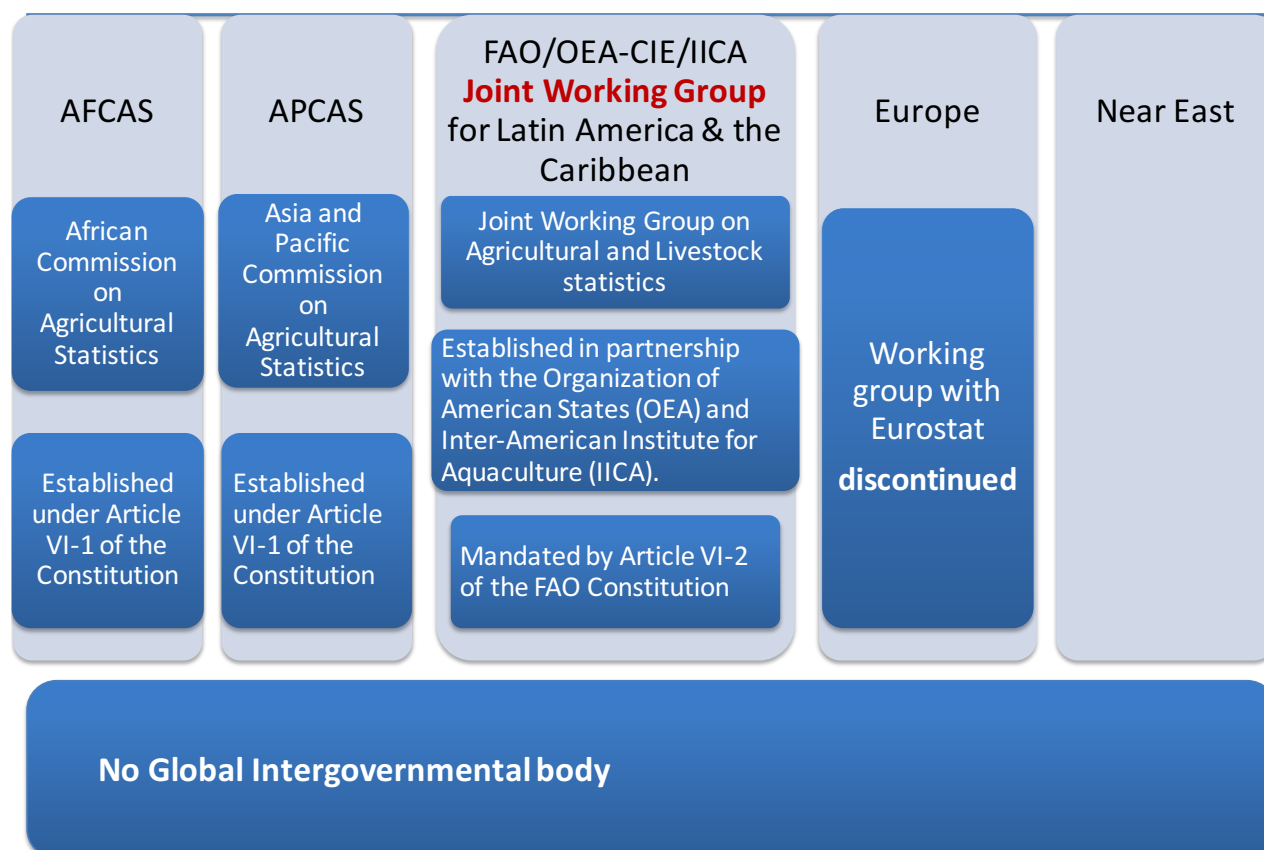 AFCAS
African
Commission
on
Agricultural
Statistics
Established
under Article
VI-1 of the
Constitution
APCAS
Asia and
Pacific
Commission
on
Agricultural
Statistics
Established
under Article
VI-1 of the
Constitution
FAO/OEA-CIE/IICA
Joint Working Group
for Latin America & the
Caribbean
Joint Working Group on
Agricultural and Livestock
statistics
Established in partnership
with the Organization of
American States (OEA) and
Inter-American Institute for
Aquaculture (IICA).
Mandated by Article VI-2
of the FAO Constitution
Europe
Working
group with
Eurostat
discontinued
Near East
No Global Intergovernmental body